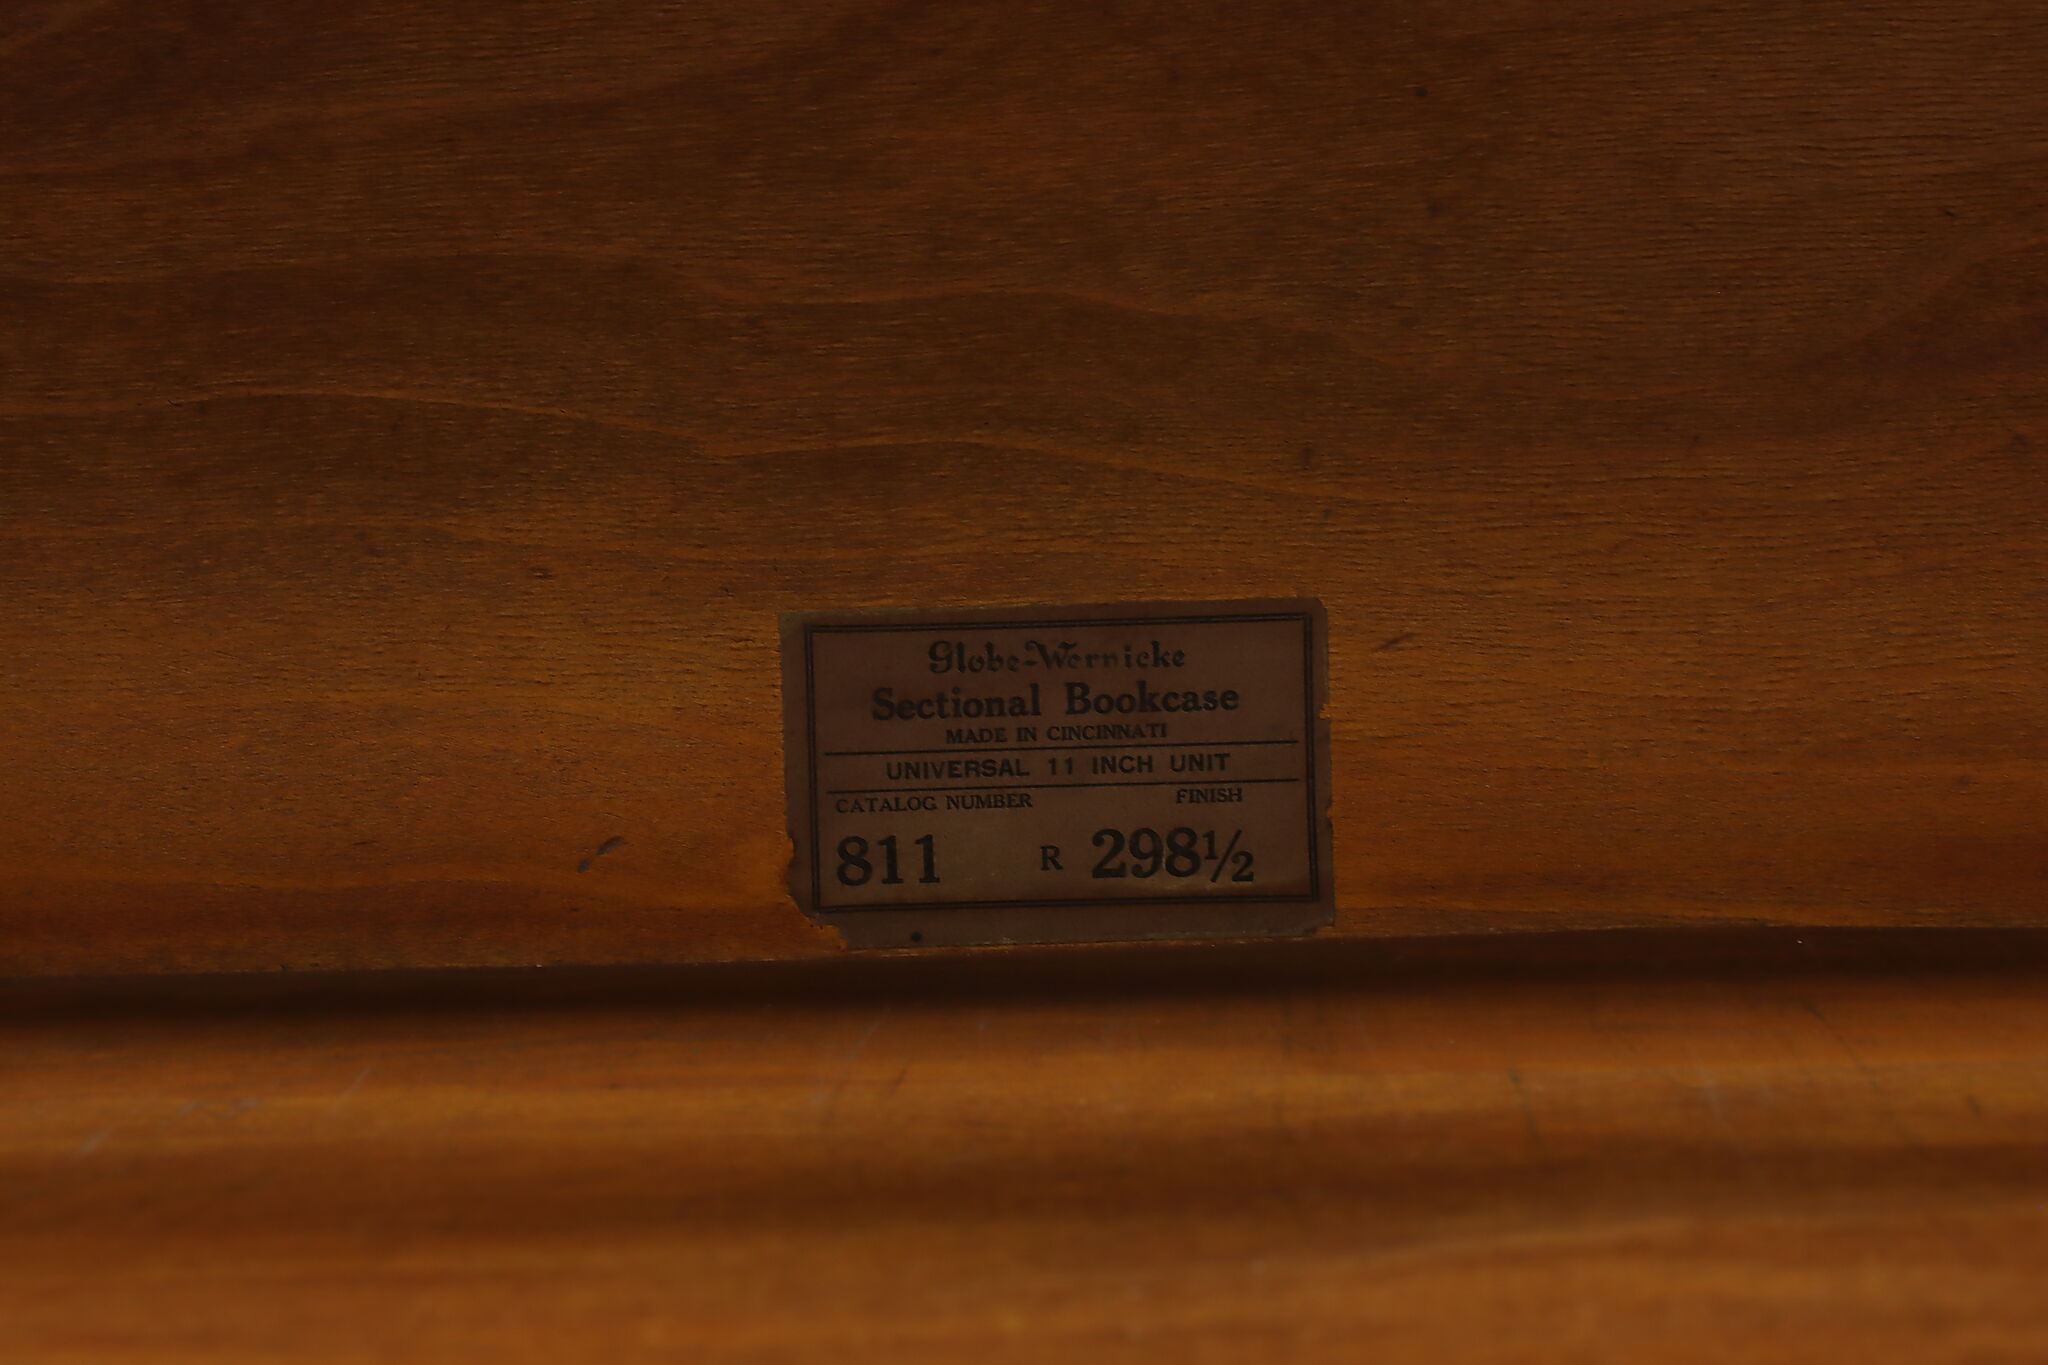 Globe-Wernicke
Sectional Bookcase
MADE IN CINCINNATI
UNIVERSAL 11 INCH UNIT
CATALOG NUMBER FINISH
811 R 298½